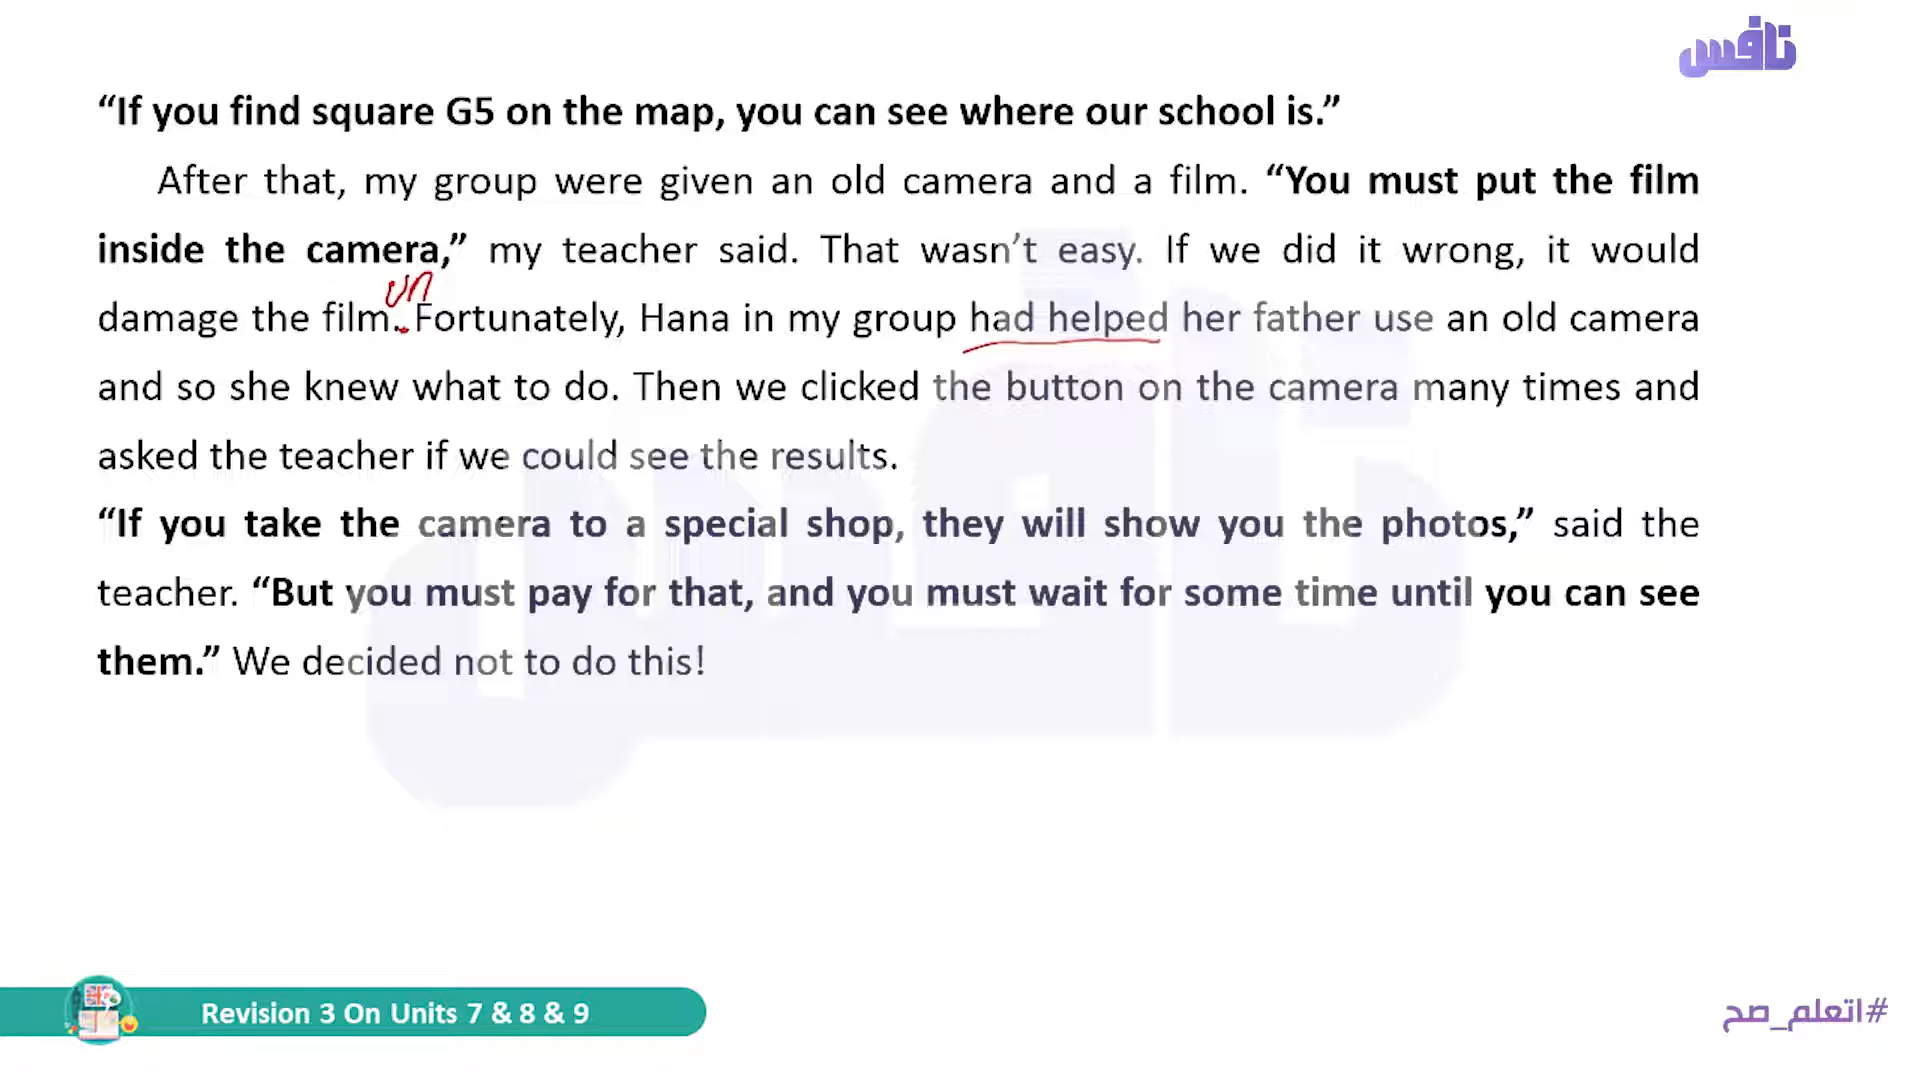 نافس
“If you find square G5 on the map, you can see where our school is.”
After that, my group were given an old camera and a film. “You must put the film
inside the camera,” my teacher said. That wasn’t easy. If we did it wrong, it would
un
damage the film. Fortunately, Hana in my group had helped her father use an old camera
and so she knew what to do. Then we clicked the button on the camera many times and
asked the teacher if we could see the results.
“If you take the camera to a special shop, they will show you the photos,” said the
teacher. “But you must pay for that, and you must wait for some time until you can see
them.” We decided not to do this!
Revision 3 On Units 7 & 8 & 9
#اتعلم_صح